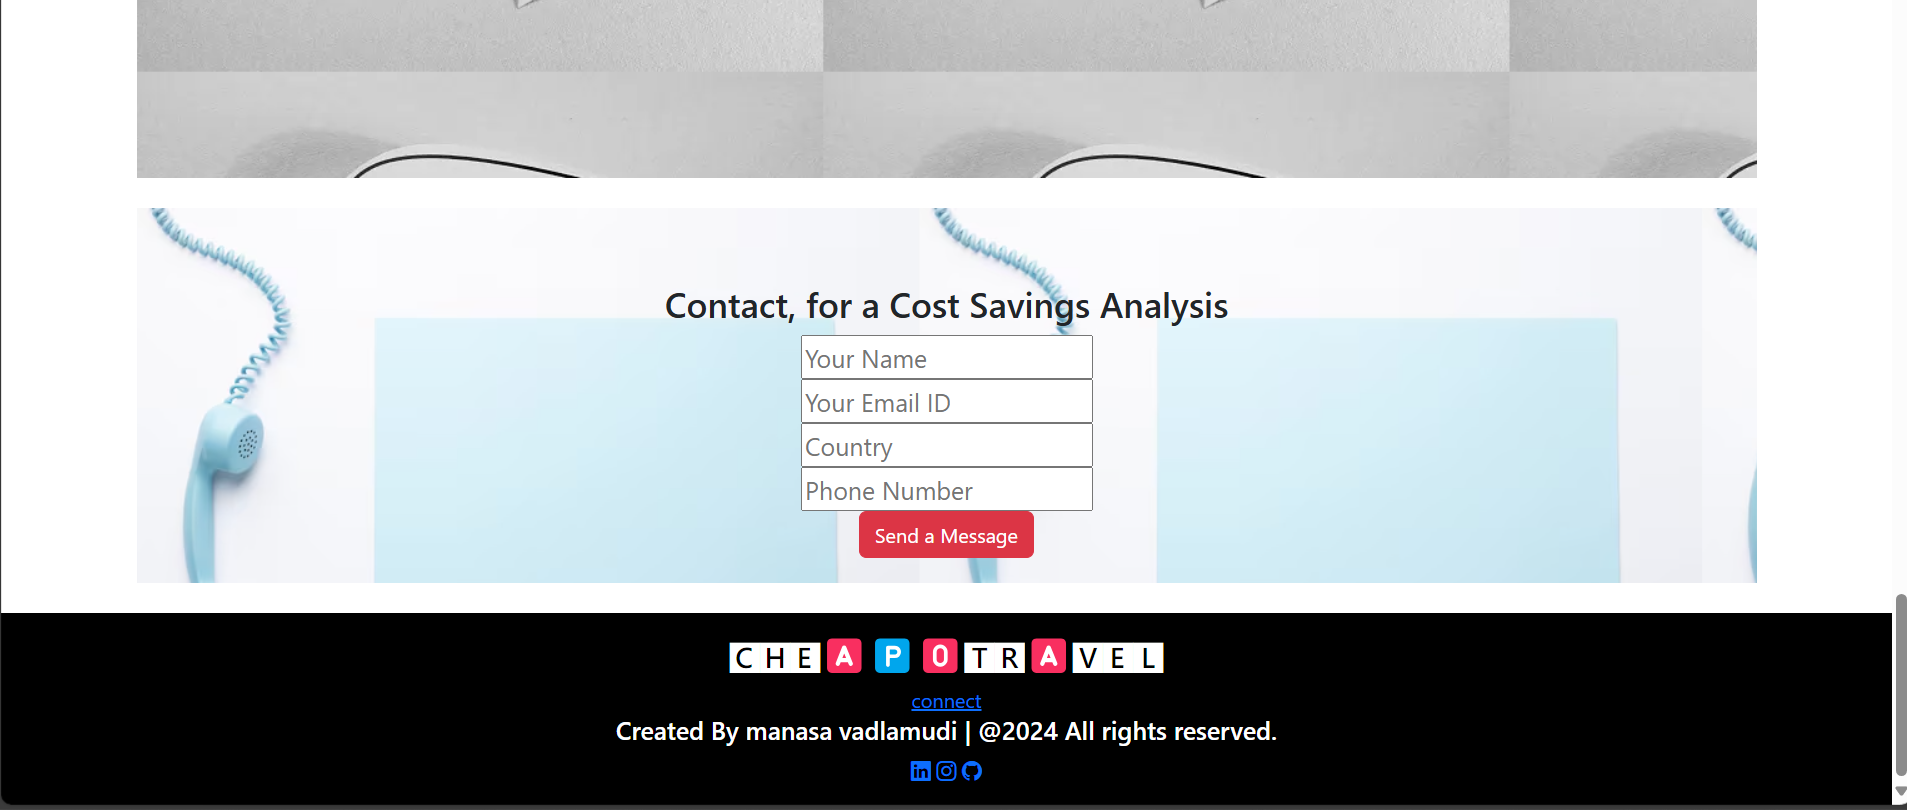 Contact, for a Cost Savings Analysis
Your Name
Your Email ID
Country
Phone Number
Send a Message
CHEAPOTRAVEL
connect
Created By manasa vadlamudi | @2024 All rights reserved.